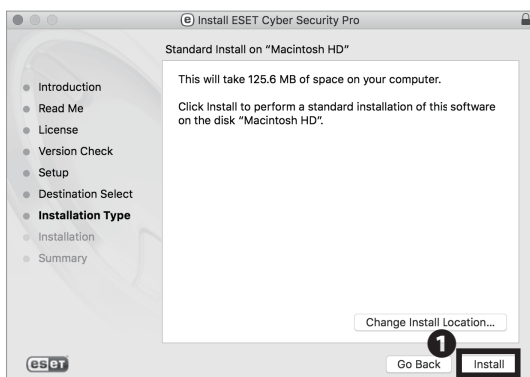 e Install ESET Cyber Security Pro
Standard Install on “Macintosh HD”
Introduction
Read Me
License
Version Check
Setup
Destination Select
Installation Type
Installation
Summary
This will take 125.6 MB of space on your computer.
Click Install to perform a standard installation of this software
on the disk “Macintosh HD”.
Change Install Location...
1
eset
Go Back
Install